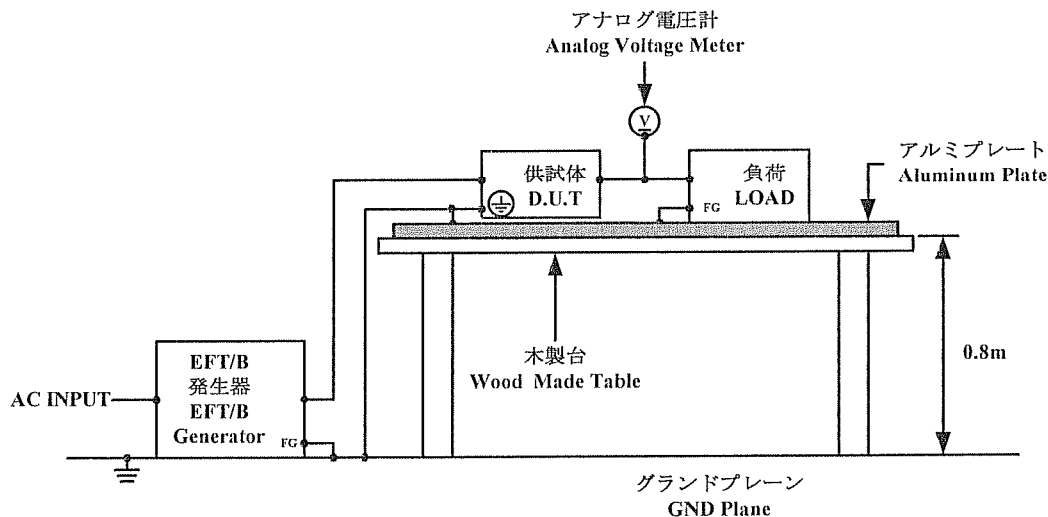 アナログ電圧計
Analog Voltage Meter
V
供試体
D.U.T
負荷
LOAD
FG
アルミプレート
Aluminum Plate
木製台
Wood Made Table
0.8m
AC INPUT
EFT/B
発生器
EFT/B
Generator
FG
グランドプレーン
GND Plane